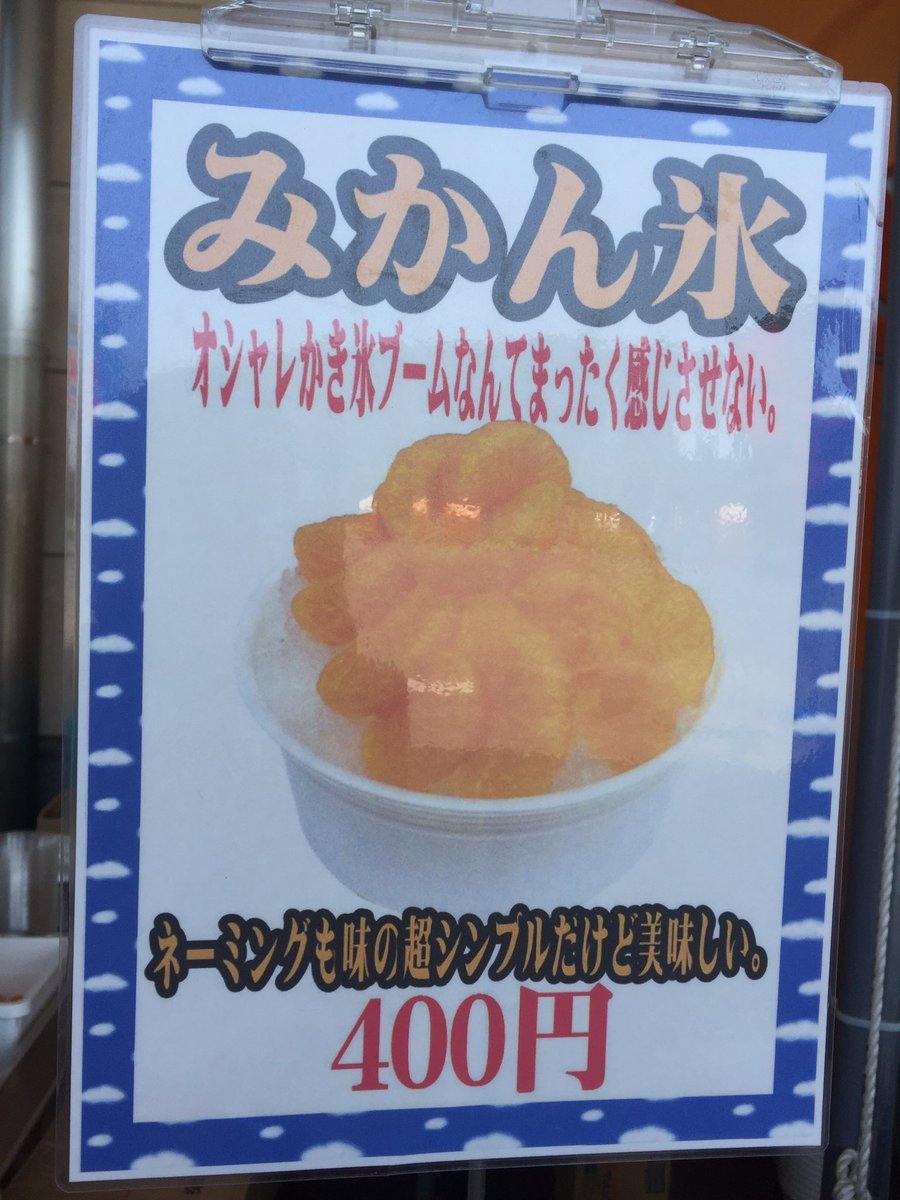 みかん氷
オシャレかき氷ブームなんてまったく感じさせない。
ネーミングも味の超シンプルだけど美味しい。
400円